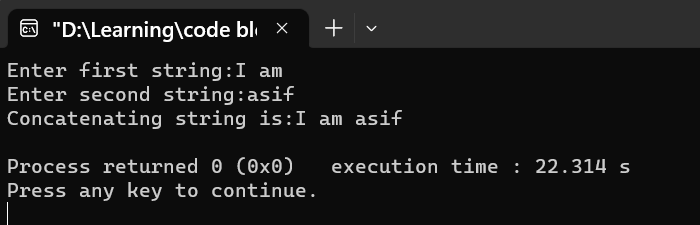 "D:\Learning\code bl
Enter first string:I am
Enter second string:asif
Concatenating string is:I am asif
Process returned 0 (0x0)   execution time : 22.314 s
Press any key to continue.